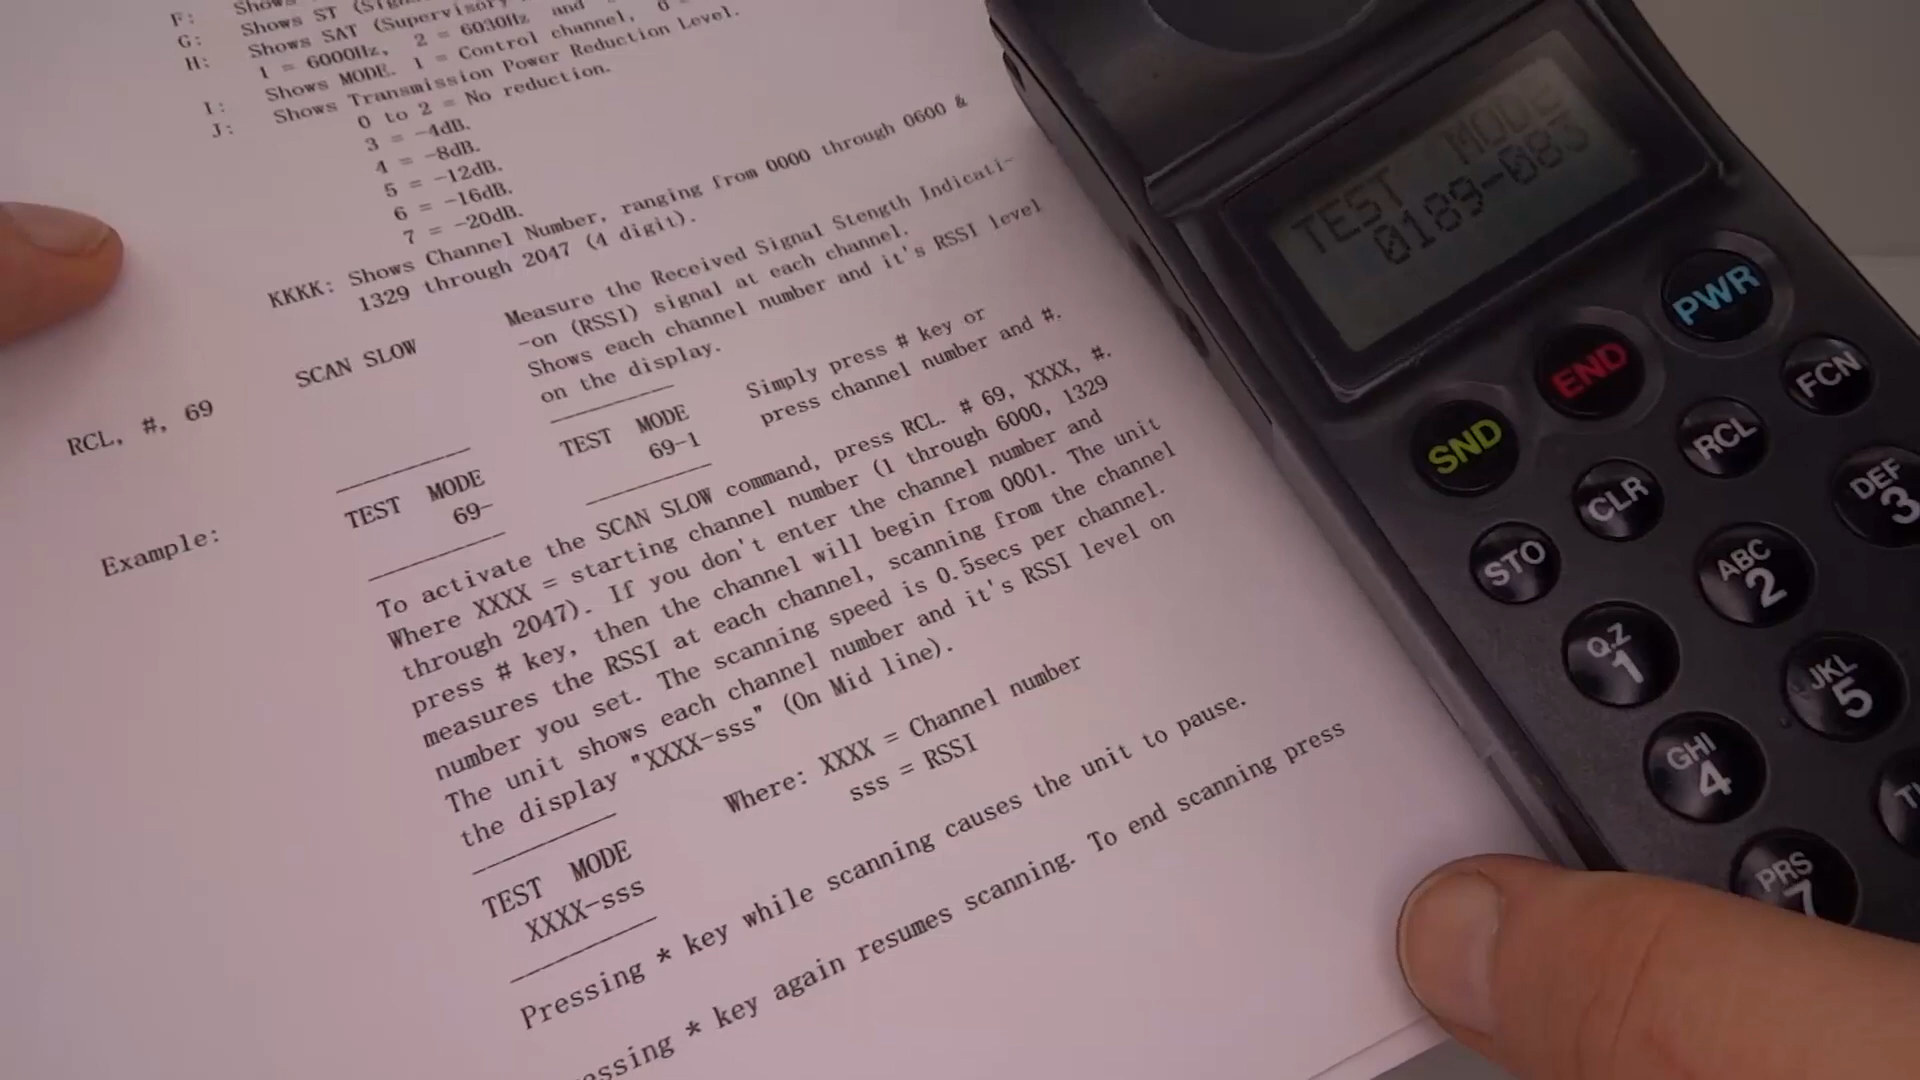 F: Shows
G: Shows ST
H: Shows SAT (Supervisory
1 = 6000Hz, 2 = 6030Hz and
I: Shows MODE. 1 = Control channel, 0 =
J: Shows Transmission Power Reduction Level.
0 to 2 = No reduction.
3 = -4dB.
4 = -8dB.
5 = -12dB.
6 = -16dB.
7 = -20dB.
KKKK: Shows Channel Number, ranging from 0000 through 0600 &
1329 through 2047 (4 digit).
RCL, #, 69 SCAN SLOW Measure the Received Signal Stength Indicati-
-on (RSSI) signal at each channel.
Shows each channel number and it's RSSI level
on the display.
Example: TEST MODE
69-
TEST MODE
69-1
Simply press # key or
press channel number and #.
To activate the SCAN SLOW command, press RCL. # 69, XXXX, #.
Where XXXX = starting channel number (1 through 6000, 1329
through 2047). If you don't enter the channel number and
press # key, then the channel will begin from 0001. The unit
measures the RSSI at each channel, scanning from the channel
number you set. The scanning speed is 0.5secs per channel.
The unit shows each channel number and it's RSSI level on
the display "XXXX-sss" (On Mid line).
TEST MODE
XXXX-sss
Where: XXXX = Channel number
sss = RSSI
Pressing * key while scanning causes the unit to pause.
essing * key again resumes scanning. To end scanning press
TEST MODE
0189-083
PWR
END
FCN
SND
RCL
CLR
DEF
3
STO
ABC
2
Q.Z
1
JKL
5
GHI
4
PRS
7